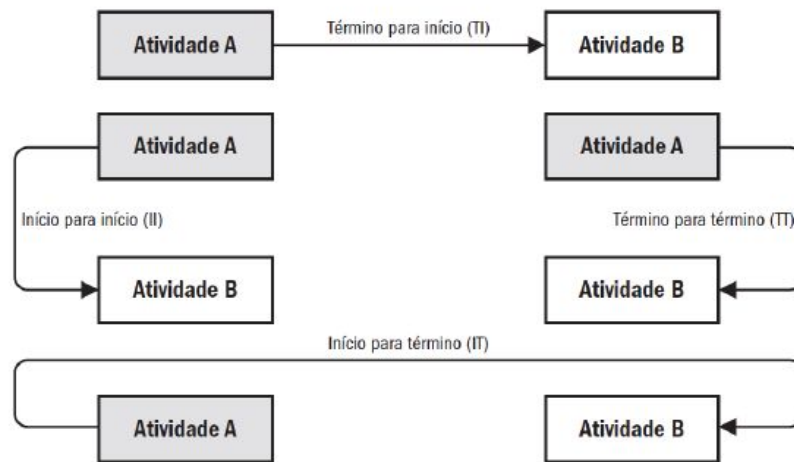 Atividade A
Término para início (TI)
Atividade B
Atividade A
Atividade A
Início para início (II)
Término para término (TT)
Atividade B
Atividade B
Início para término (IT)
Atividade A
Atividade B